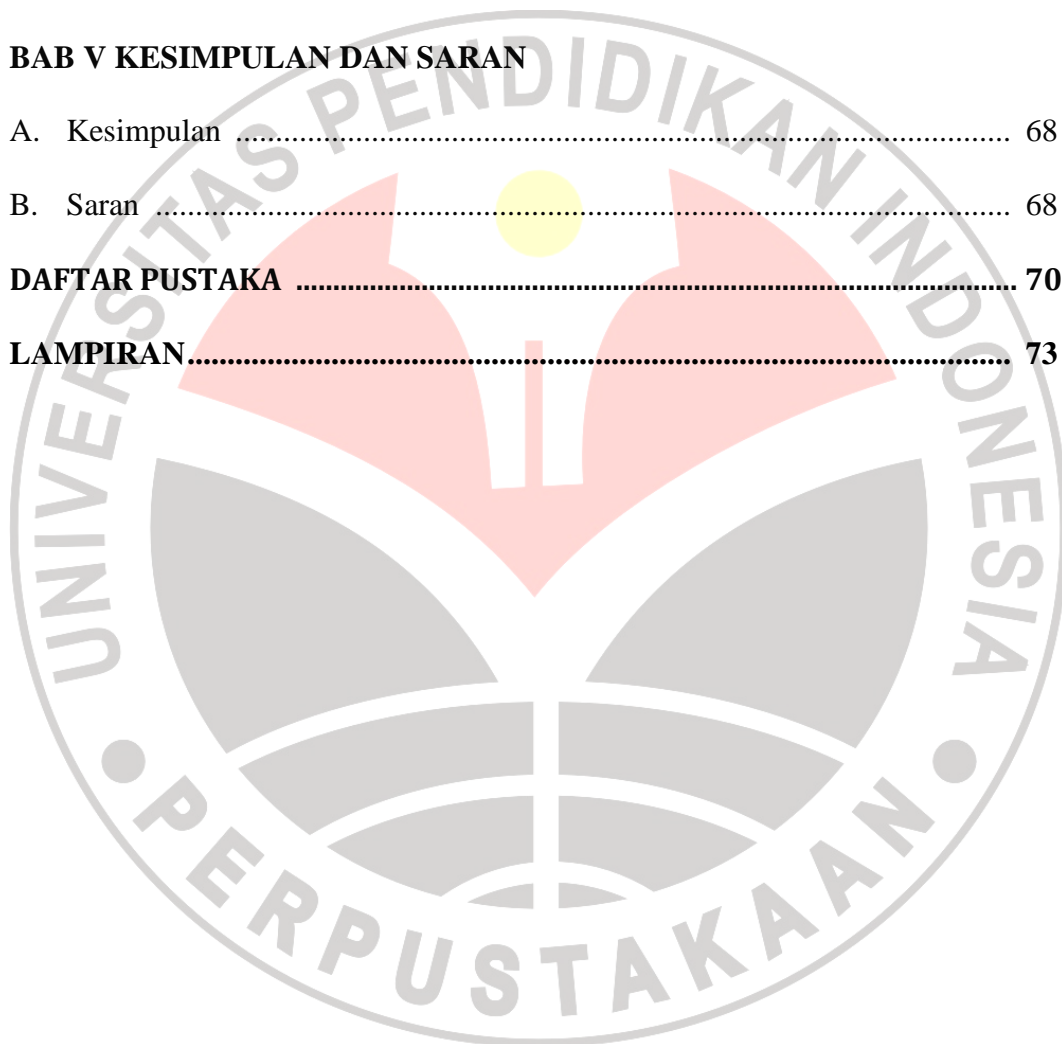 BAB V KESIMPULAN DAN SARAN
A. Kesimpulan .......................................................................................... 68
B. Saran .................................................................................................... 68
DAFTAR PUSTAKA ................................................................................ 70
LAMPIRAN............................................................................................... 73
UNIVERSITAS PENDIDIKAN INDONESIA
PERPUSTAKAAN